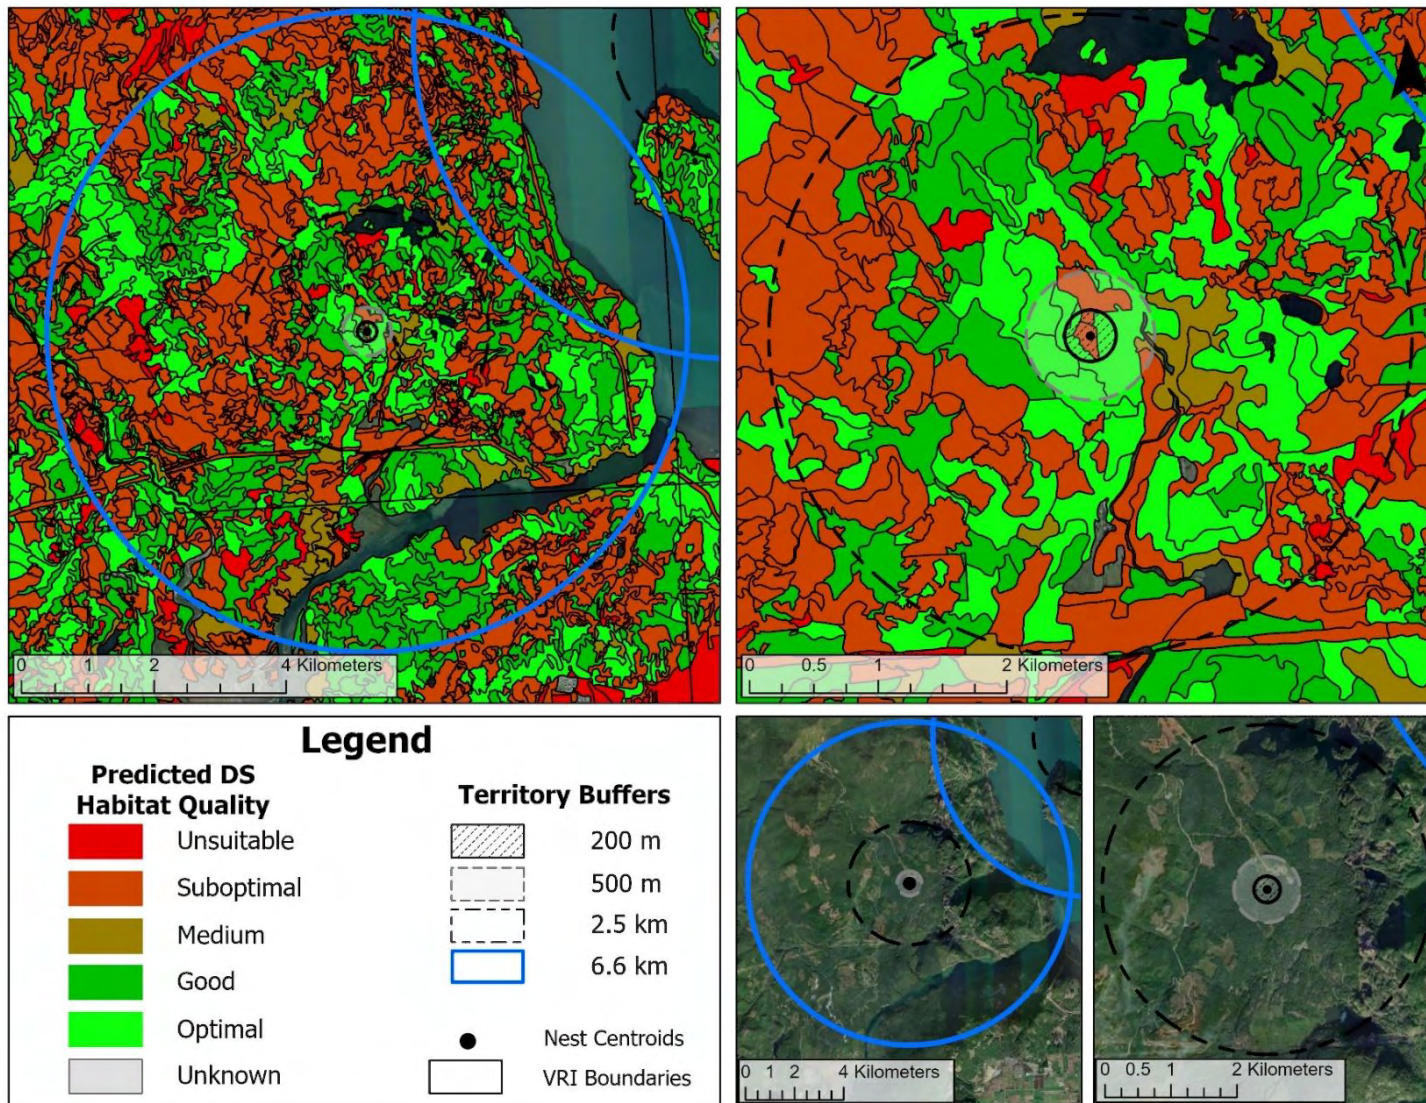 0 1 2 4 Kilometers
0 0.5 1 2 Kilometers
Legend
Predicted DS
Habitat Quality
Unsuitable
Suboptimal
Medium
Good
Optimal
Unknown
Territory Buffers
200 m
500 m
2.5 km
6.6 km
Nest Centroids
VRI Boundaries
0 1 2 4 Kilometers
0 0.5 1 2 Kilometers